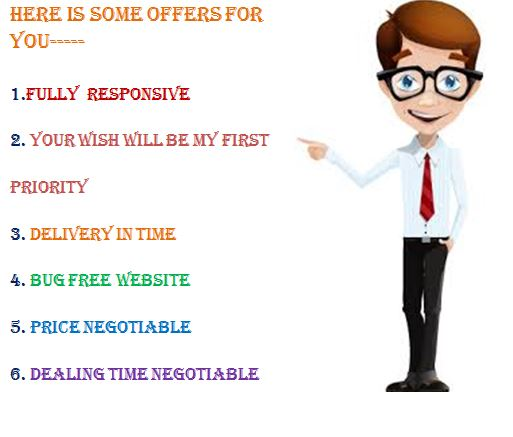 HERE IS SOME OFFERS FOR
YOU-----
1.FULLY RESPONSIVE
2. YOUR WISH WILL BE MY FIRST
PRIORITY
3. DELIVERY IN TIME
4. BUG FREE WEBSITE
5. PRICE NEGOTIABLE
6. DEALING TIME NEGOTIABLE